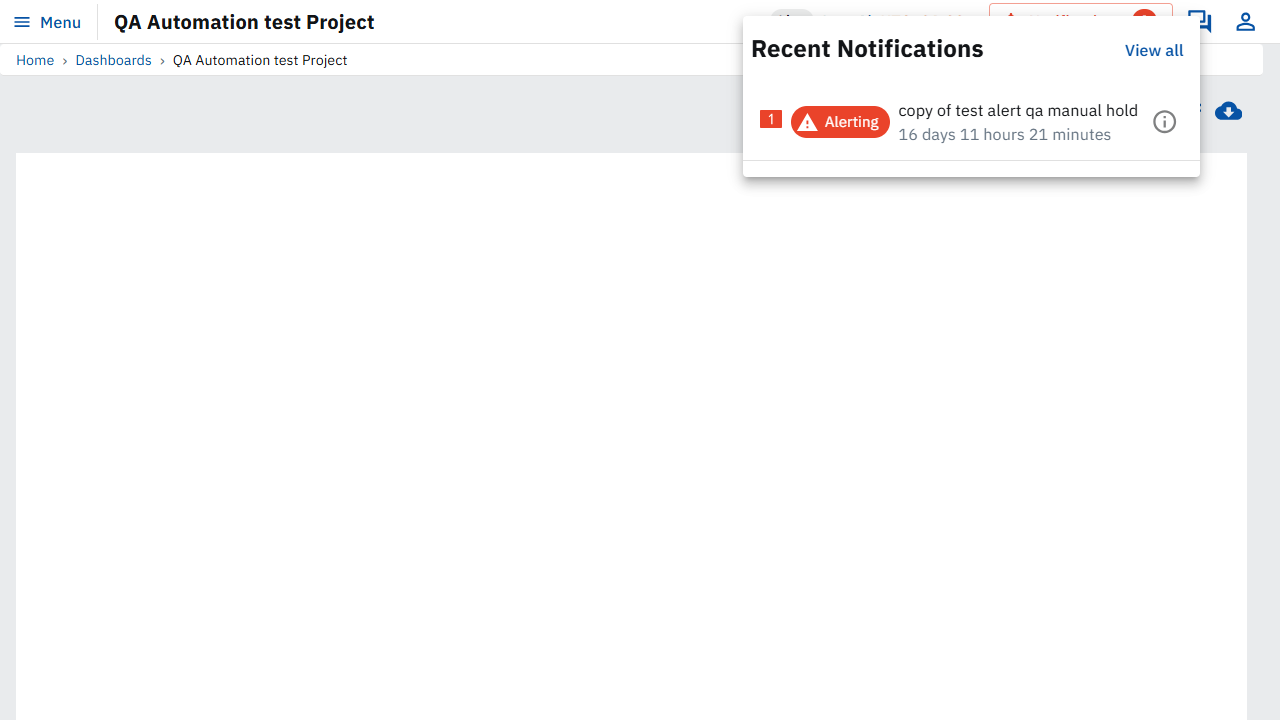 Menu
QA Automation test Project
Home › Dashboards › QA Automation test Project
Recent Notifications
View all
1
Alerting
copy of test alert qa manual hold
16 days 11 hours 21 minutes